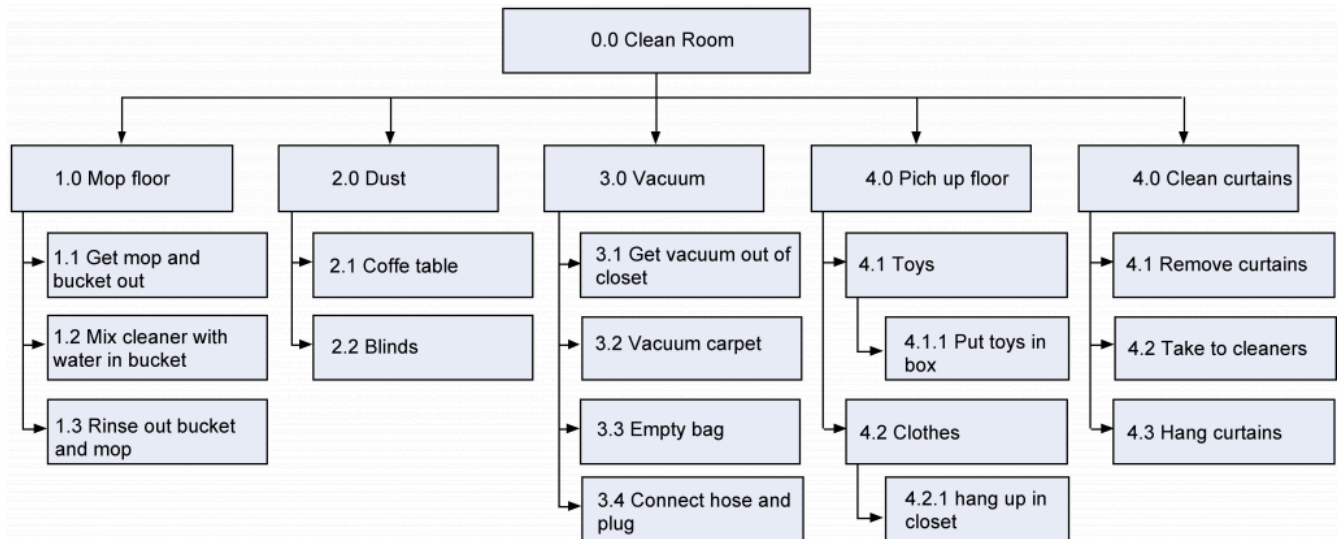 0.0 Clean Room
1.0 Mop floor
1.1 Get mop and
bucket out
1.2 Mix cleaner with
water in bucket
1.3 Rinse out bucket
and mop
2.0 Dust
2.1 Coffe table
2.2 Blinds
3.0 Vacuum
3.1 Get vacuum out of
closet
3.2 Vacuum carpet
3.3 Empty bag
3.4 Connect hose and
plug
4.0 Pich up floor
4.1 Toys
4.1.1 Put toys in
box
4.2 Clothes
4.2.1 hang up in
closet
4.0 Clean curtains
4.1 Remove curtains
4.2 Take to cleaners
4.3 Hang curtains